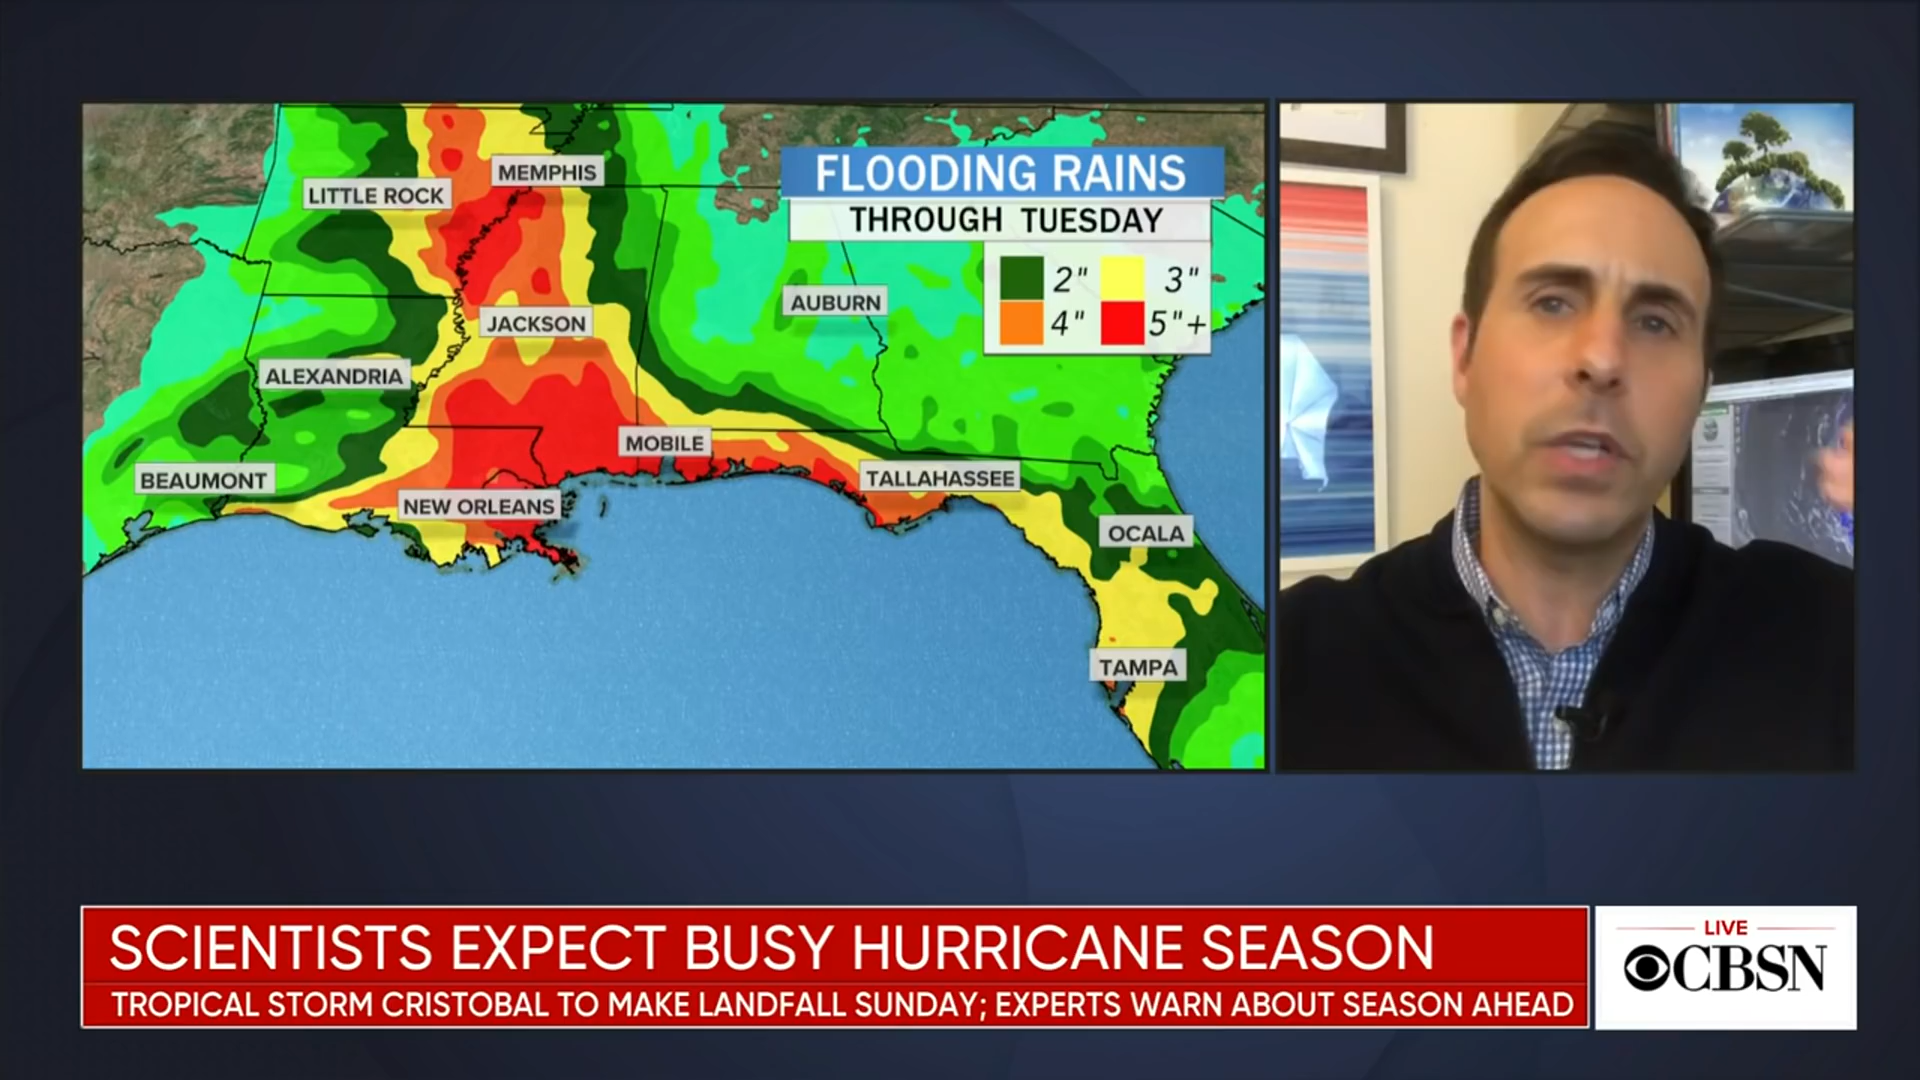 FLOODING RAINS
THROUGH TUESDAY
2" 3"
4" 5"+
MEMPHIS
LITTLE ROCK
AUBURN
JACKSON
ALEXANDRIA
MOBILE
BEAUMONT
TALLAHASSEE
NEW ORLEANS
OCALA
TAMPA
SCIENTISTS EXPECT BUSY HURRICANE SEASON
TROPICAL STORM CRISTOBAL TO MAKE LANDFALL SUNDAY; EXPERTS WARN ABOUT SEASON AHEAD
LIVE
CBSN